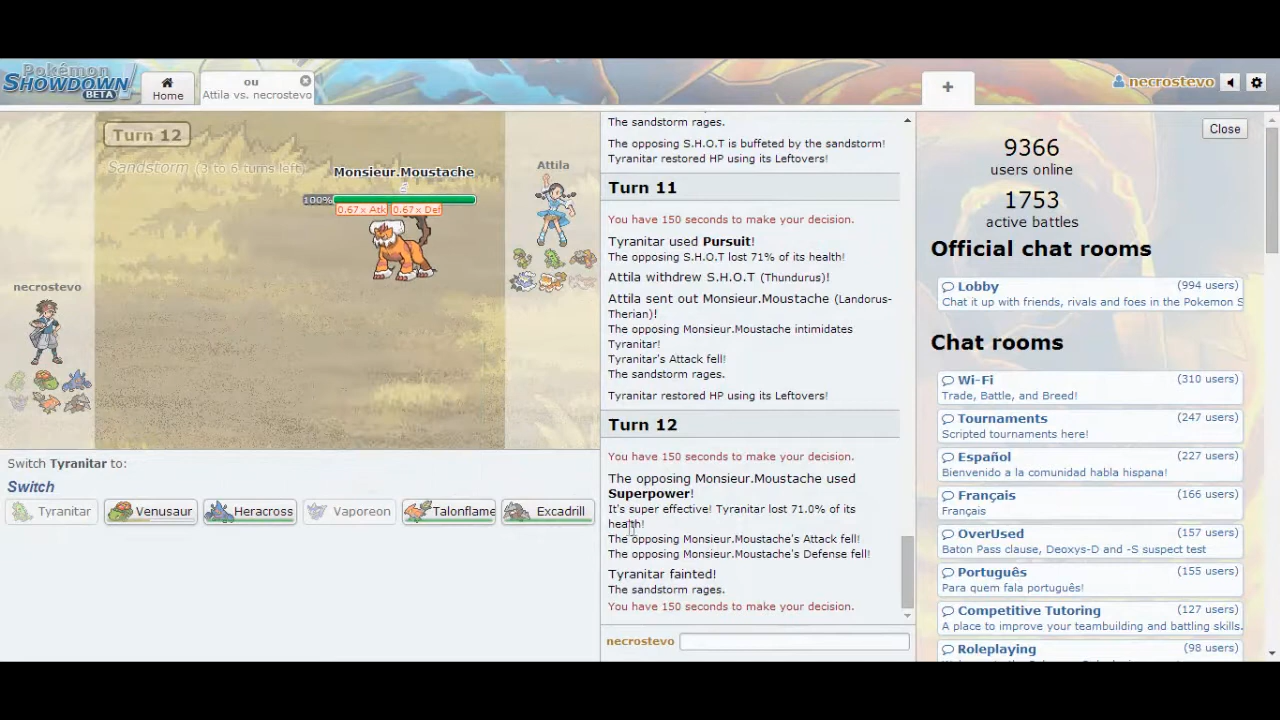 Pokémon
SHOWDOWN
BETA
Home
ou
Attila vs. necrostevo
+
necrostevo
Turn 12
Sandstorm (3 to 6 turns left)
Monsieur.Moustache
100%
0.67x Atk 0.67x Def
Attila
necrostevo
Switch Tyranitar to:
Switch
Tyranitar
Venusaur
Heracross
Vaporeon
Talonflame
Excadrill
The sandstorm rages.
The opposing S.H.O.T is buffeted by the sandstorm!
Tyranitar restored HP using its Leftovers!
Turn 11
You have 150 seconds to make your decision.
Tyranitar used Pursuit!
The opposing S.H.O.T lost 71% of its health!
Attila withdrew S.H.O.T (Thundurus)!
Attila sent out Monsieur.Moustache (Landorus-
Therian)!
The opposing Monsieur.Moustache intimidates
Tyranitar!
Tyranitar's Attack fell!
The sandstorm rages.
Tyranitar restored HP using its Leftovers!
Turn 12
You have 150 seconds to make your decision.
The opposing Monsieur.Moustache used
Superpower!
It's super effective! Tyranitar lost 71.0% of its
health!
The opposing Monsieur.Moustache's Attack fell!
The opposing Monsieur.Moustache's Defense fell!
Tyranitar fainted!
The sandstorm rages.
You have 150 seconds to make your decision.
necrostevo
Close
9366
users online
1753
active battles
Official chat rooms
Lobby (994 users)
Chat it up with friends, rivals and foes in the Pokemon S
Chat rooms
Wi-Fi (310 users)
Trade, Battle, and Breed!
Tournaments (247 users)
Scripted tournaments here!
Español (227 users)
Bienvenido a la comunidad habla hispana!
Français (166 users)
Français
OverUsed (157 users)
Baton Pass clause, Deoxys-D and -S suspect test
Português (155 users)
Para quem fala português!
Competitive Tutoring (127 users)
A place to improve your teambuilding and battling skills.
Roleplaying (98 users)